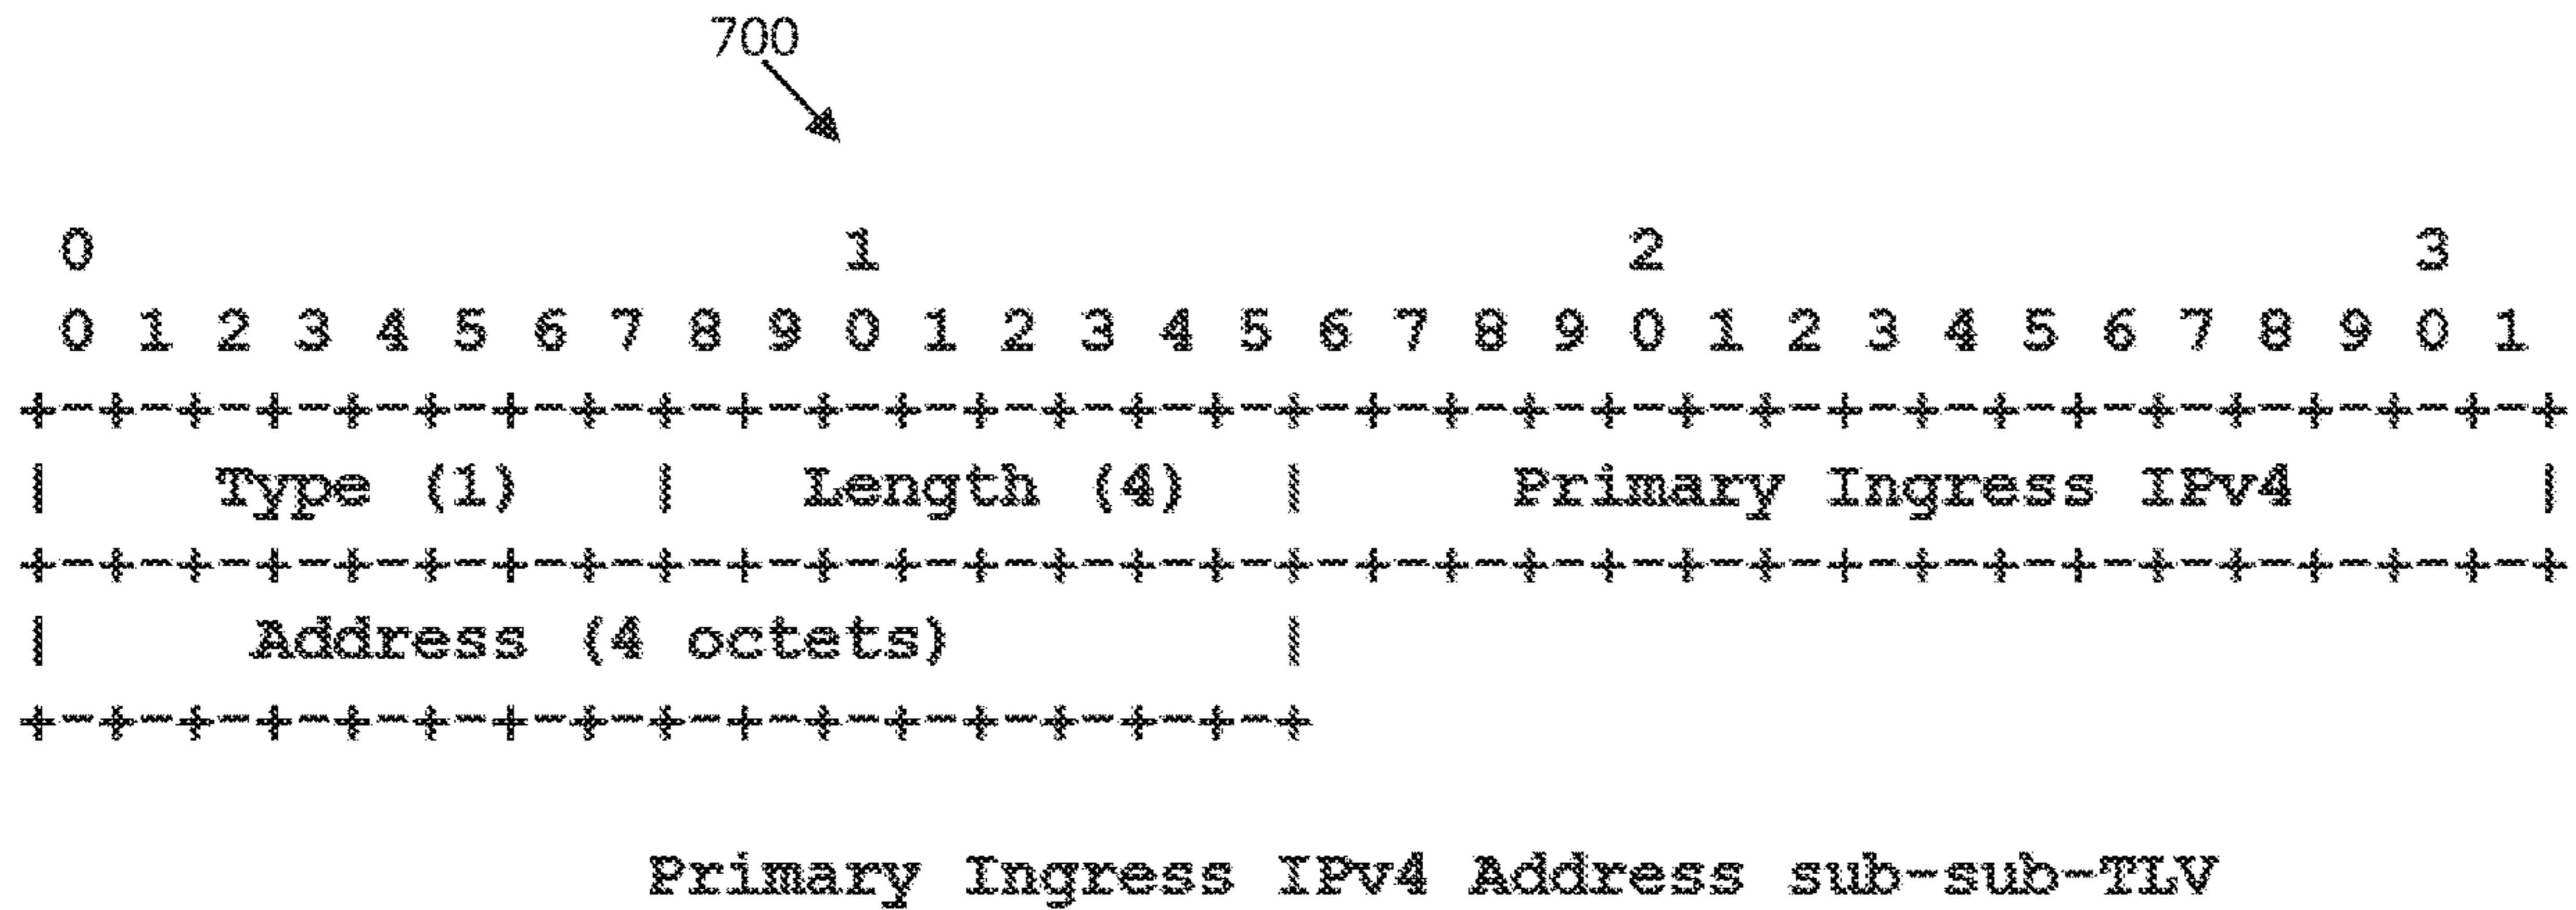 700
0 1 2 3
0 1 2 3 4 5 6 7 8 9 0 1 2 3 4 5 6 7 8 9 0 1 2 3 4 5 6 7 8 9 0 1
+-+-+-+-+-+-+-+-+-+-+-+-+-+-+-+-+-+-+-+-+-+-+-+-+-+-+-+-+-+-+-+-+
| Type (1) | Length (4) | Primary Ingress IPv4 |
+-+-+-+-+-+-+-+-+-+-+-+-+-+-+-+-+-+-+-+-+-+-+-+-+-+-+-+-+-+-+-+-+
| Address (4 octets) |
+-+-+-+-+-+-+-+-+-+-+-+-+-+-+-+-+
Primary Ingress IPv4 Address sub-sub-TLV